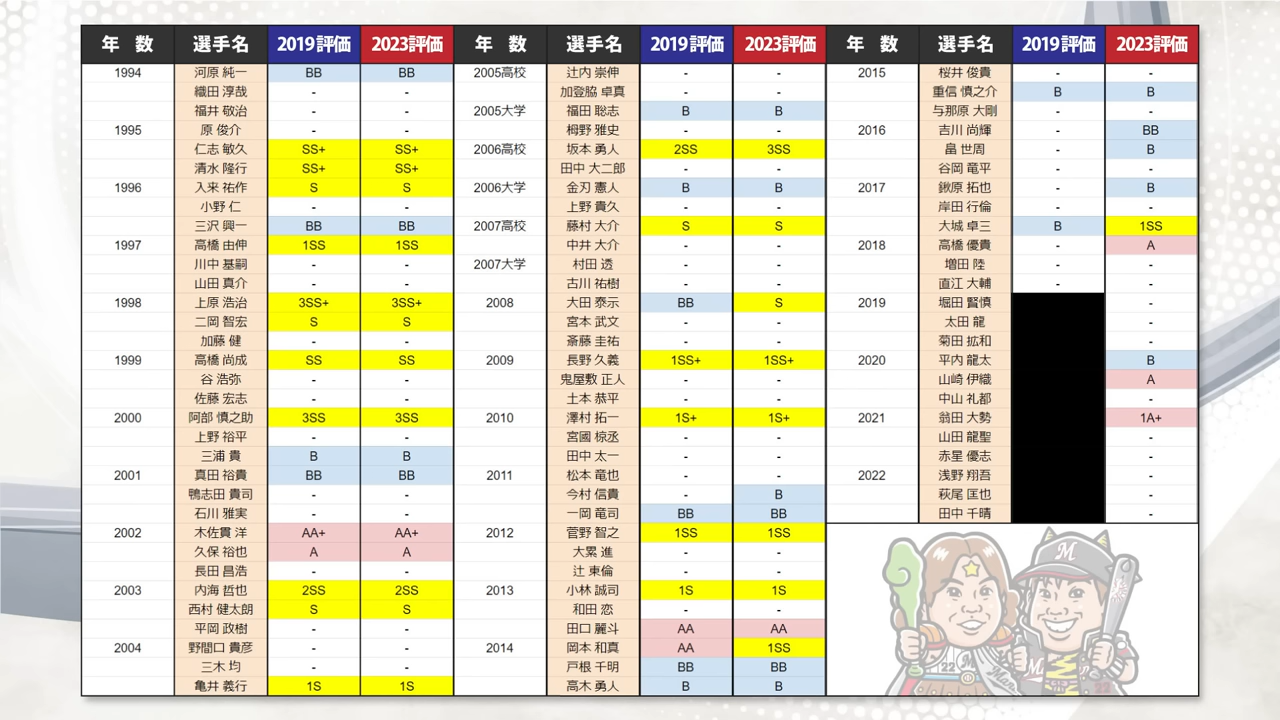 年 数 選手名 2019評価 2023評価 年 数 選手名 2019評価 2023評価 年 数 選手名 2019評価 2023評価
1994 河原 純一 BB BB 2005高校 辻内 崇伸 - - 2015 桜井 俊貴 - -
織田 淳哉 - - 加登脇 卓真 - - 重信 慎之介 B B
福井 敬治 - - 2005大学 福田 聡志 B B 与那原 大剛 - -
1995 原 俊介 - - 栂野 雅史 - - 2016 吉川 尚輝 - BB
仁志 敏久 SS+ SS+ 2006高校 坂本 勇人 2SS 3SS 畠 世周 - B
清水 隆行 SS+ SS+ 田中 大二郎 - - 谷岡 竜平 - -
1996 入来 祐作 S S 2006大学 金刃 憲人 B B 2017 鍬原 拓也 - B
小野 仁 - - 上野 貴久 - - 岸田 行倫 - -
三沢 興一 BB BB 2007高校 藤村 大介 S S 大城 卓三 B 1SS
1997 高橋 由伸 1SS 1SS 中井 大介 - - 2018 高橋 優貴 - A
川中 基嗣 - - 2007大学 村田 透 - - 増田 陸 - -
山田 真介 - - 古川 祐樹 - - 直江 大輔 - -
1998 上原 浩治 3SS+ 3SS+ 2008 大田 泰示 BB S 2019 堀田 賢慎 -
二岡 智宏 S S 宮本 武文 - - 太田 龍 -
加藤 健 - - 斎藤 圭祐 - - 菊田 拡和 -
1999 高橋 尚成 SS SS 2009 長野 久義 1SS+ 1SS+ 2020 平内 龍太 B
谷 浩弥 - - 鬼屋敷 正人 - - 山崎 伊織 A
佐藤 宏志 - - 土本 恭平 - - 中山 礼都 -
2000 阿部 慎之助 3SS 3SS 2010 澤村 拓一 1S+ 1S+ 2021 翁田 大勢 1A+
上野 裕平 - - 宮國 椋丞 - - 山田 龍聖 -
三浦 貴 B B 田中 太一 - - 赤星 優志 -
2001 真田 裕貴 BB BB 2011 松本 竜也 - - 2022 浅野 翔吾 -
鴨志田 貴司 - - 今村 信貴 - B 萩尾 匡也 -
石川 雅実 - - 一岡 竜司 BB BB 田中 千晴 -
2002 木佐貫 洋 AA+ AA+ 2012 菅野 智之 1SS 1SS
久保 裕也 A A 大累 進 - -
長田 昌浩 - - 辻 東倫 - -
2003 内海 哲也 2SS 2SS 2013 小林 誠司 1S 1S
西村 健太朗 S S 和田 恋 - -
平岡 政樹 - - 田口 麗斗 AA AA
2004 野間口 貴彦 - - 2014 岡本 和真 AA 1SS
三木 均 - - 戸根 千明 BB BB
亀井 義行 1S 1S 高木 勇人 B B
M
M
22